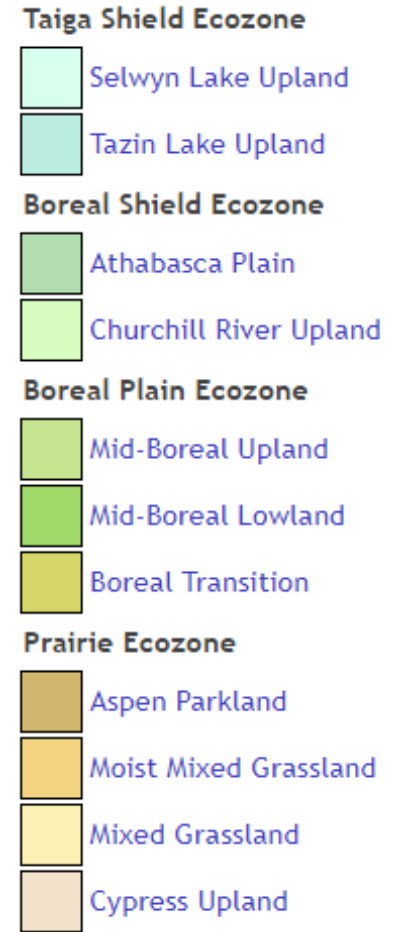 Taiga Shield Ecozone
Selwyn Lake Upland
Tazin Lake Upland
Boreal Shield Ecozone
Athabasca Plain
Churchill River Upland
Boreal Plain Ecozone
Mid-Boreal Upland
Mid-Boreal Lowland
Boreal Transition
Prairie Ecozone
Aspen Parkland
Moist Mixed Grassland
Mixed Grassland
Cypress Upland